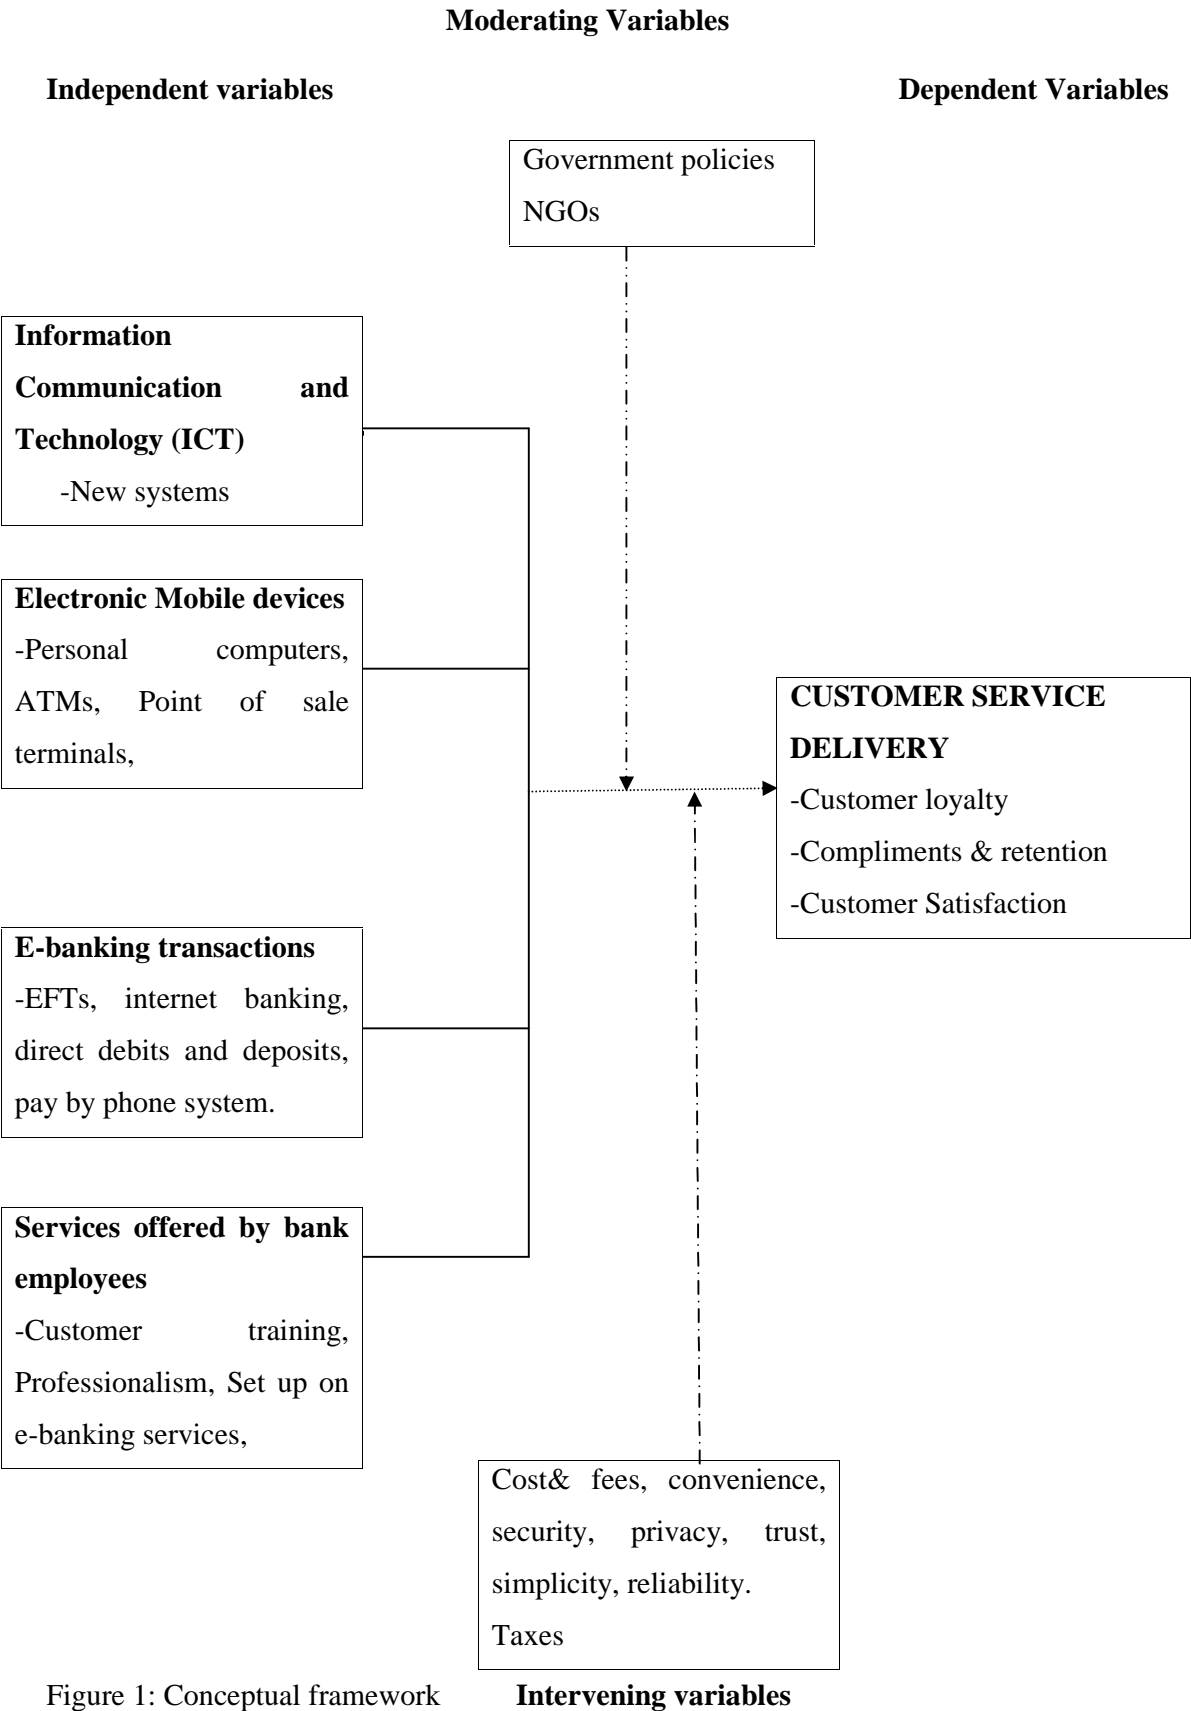 Moderating Variables
Independent variables
Dependent Variables
Government policies
NGOs
Information
Communication and
Technology (ICT)
-New systems
Electronic Mobile devices
-Personal computers,
ATMs, Point of sale
terminals,
CUSTOMER SERVICE
DELIVERY
-Customer loyalty
-Compliments & retention
-Customer Satisfaction
E-banking transactions
-EFTs, internet banking,
direct debits and deposits,
pay by phone system.
Services offered by bank
employees
-Customer training,
Professionalism, Set up on
e-banking services,
Cost& fees, convenience,
security, privacy, trust,
simplicity, reliability.
Taxes
Figure 1: Conceptual framework
Intervening variables